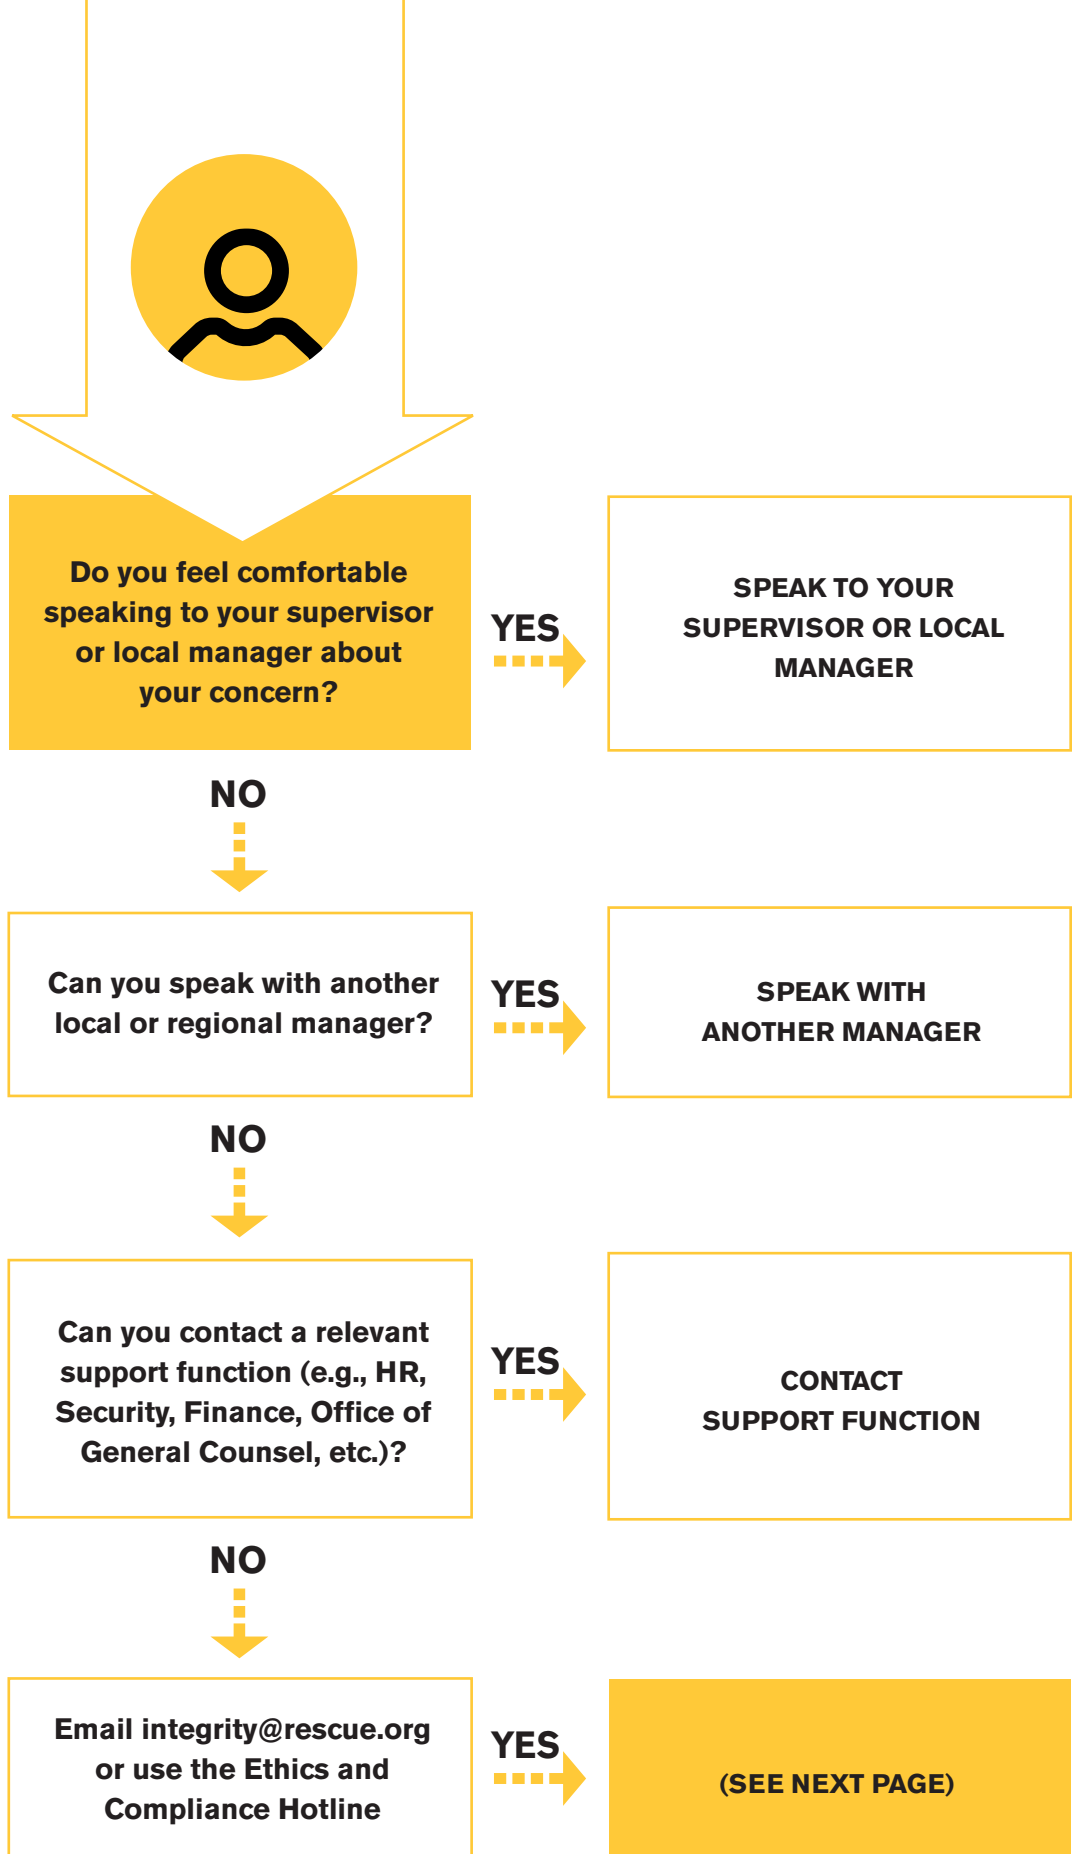 Do you feel comfortable
speaking to your supervisor
or local manager about
your concern?
YES
SPEAK TO YOUR
SUPERVISOR OR LOCAL
MANAGER
NO
Can you speak with another
local or regional manager?
YES
SPEAK WITH
ANOTHER MANAGER
NO
Can you contact a relevant
support function (e.g., HR,
Security, Finance, Office of
General Counsel, etc.)?
YES
CONTACT
SUPPORT FUNCTION
NO
Email integrity@rescue.org
or use the Ethics and
Compliance Hotline
YES
(SEE NEXT PAGE)